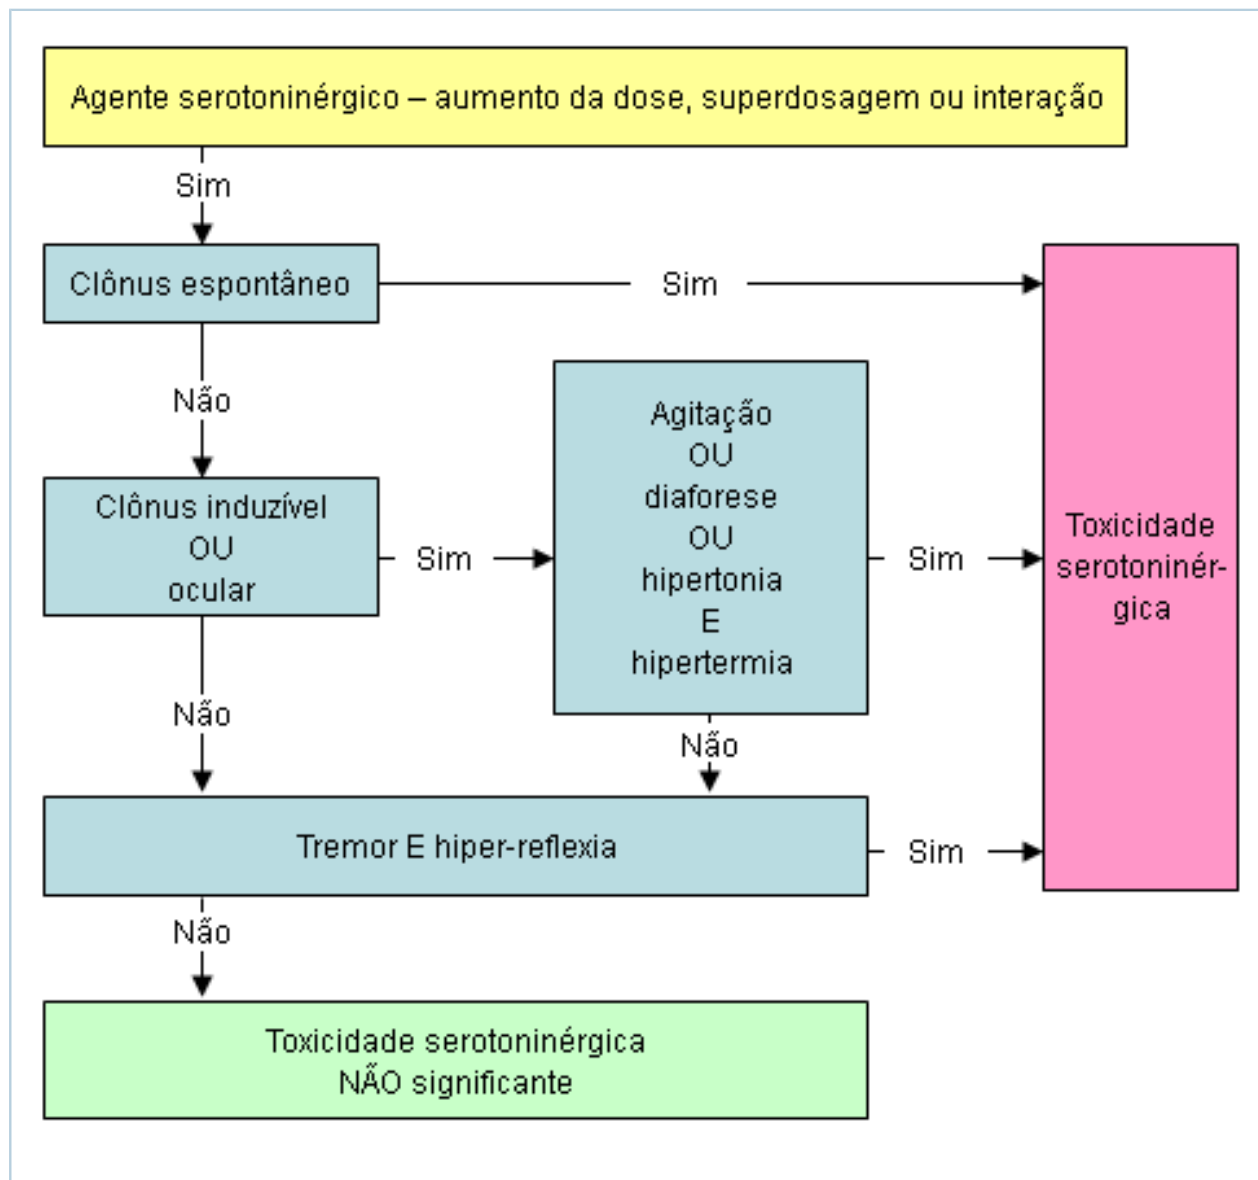 Agente serotoninérgico – aumento da dose, superdosagem ou interação
Sim
Clônus espontâneo
Sim
Não
Clônus induzível
OU
ocular
Sim
Agitação
OU
diaforese
OU
hipertonia
E
hipertermia
Sim
Toxicidade
serotoninér-
gica
Não
Não
Tremor E hiper-reflexia
Sim
Não
Toxicidade serotoninérgica
NÃO significante